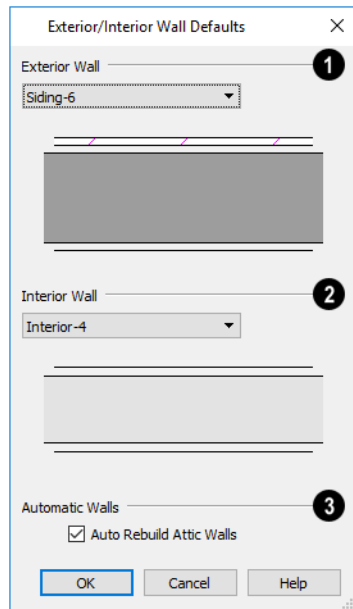 Exterior/Interior Wall Defaults
Exterior Wall 1
Siding-6
Interior Wall 2
Interior-4
Automatic Walls 3
Auto Rebuild Attic Walls
OK Cancel Help